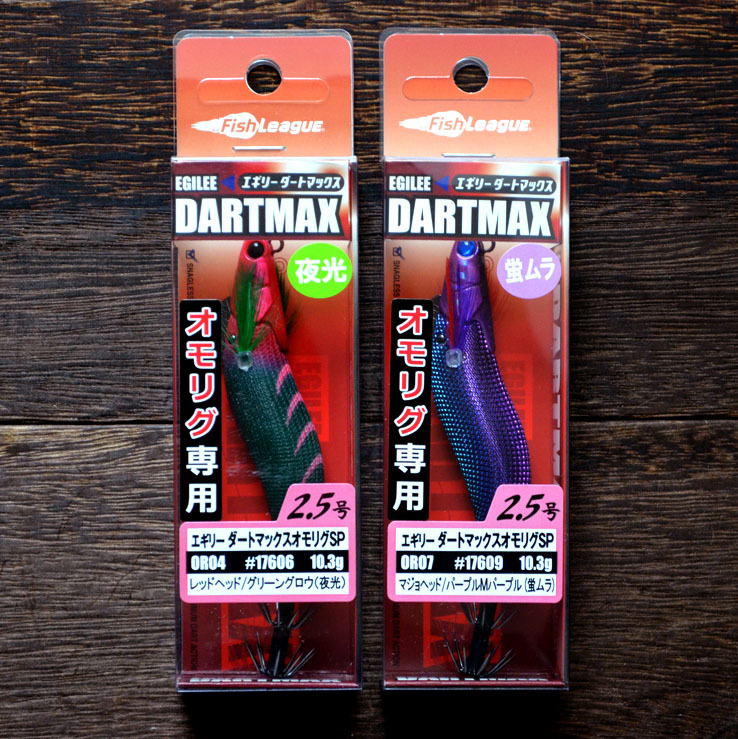 FishLeague
EGILEE エギリーダートマックス
DARTMAX
夜光
SNAGLESS
オモリグ専用
EGILEE
2.5号
エギリー ダートマックスオモリグSP
OR04 #17606 10.3g
レッドヘッド/グリーングロウ(夜光)
DARTMAX
FishLeague
EGILEE エギリーダートマックス
DARTMAX
蛍ムラ
SNAGLESS
オモリグ専用
2.5号
エギリー ダートマックスオモリグSP
OR07 #17609 10.3g
マジョヘッド/パープルMパープル(蛍ムラ)
DARTMAX